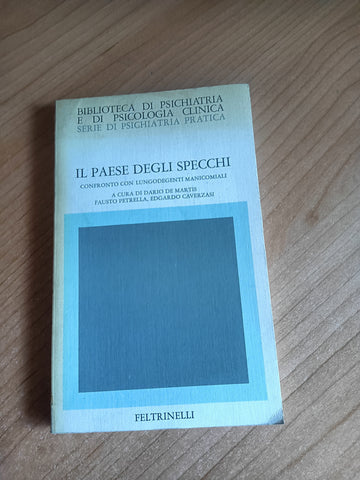 BIBLIOTECA DI PSICHIATRIA
E DI PSICOLOGIA CLINICA
SERIE DI PSICHIATRIA PRATICA
IL PAESE DEGLI SPECCHI
CONFRONTO CON LUNGODEGENTI MANICOMIALI
A CURA DI DARIO DE MARTIS
FAUSTO PETRELLA, EDGARDO CAVERZASI
FELTRINELLI